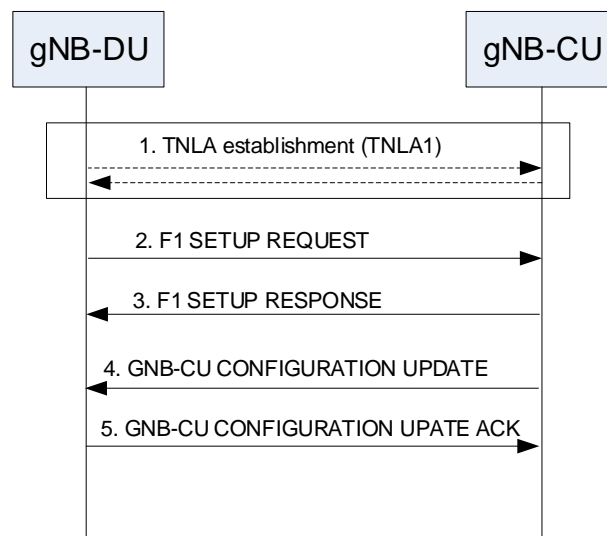 gNB-DU
gNB-CU
1. TNLA establishment (TNLA1)
2. F1 SETUP REQUEST
3. F1 SETUP RESPONSE
4. GNB-CU CONFIGURATION UPDATE
5. GNB-CU CONFIGURATION UPATE ACK